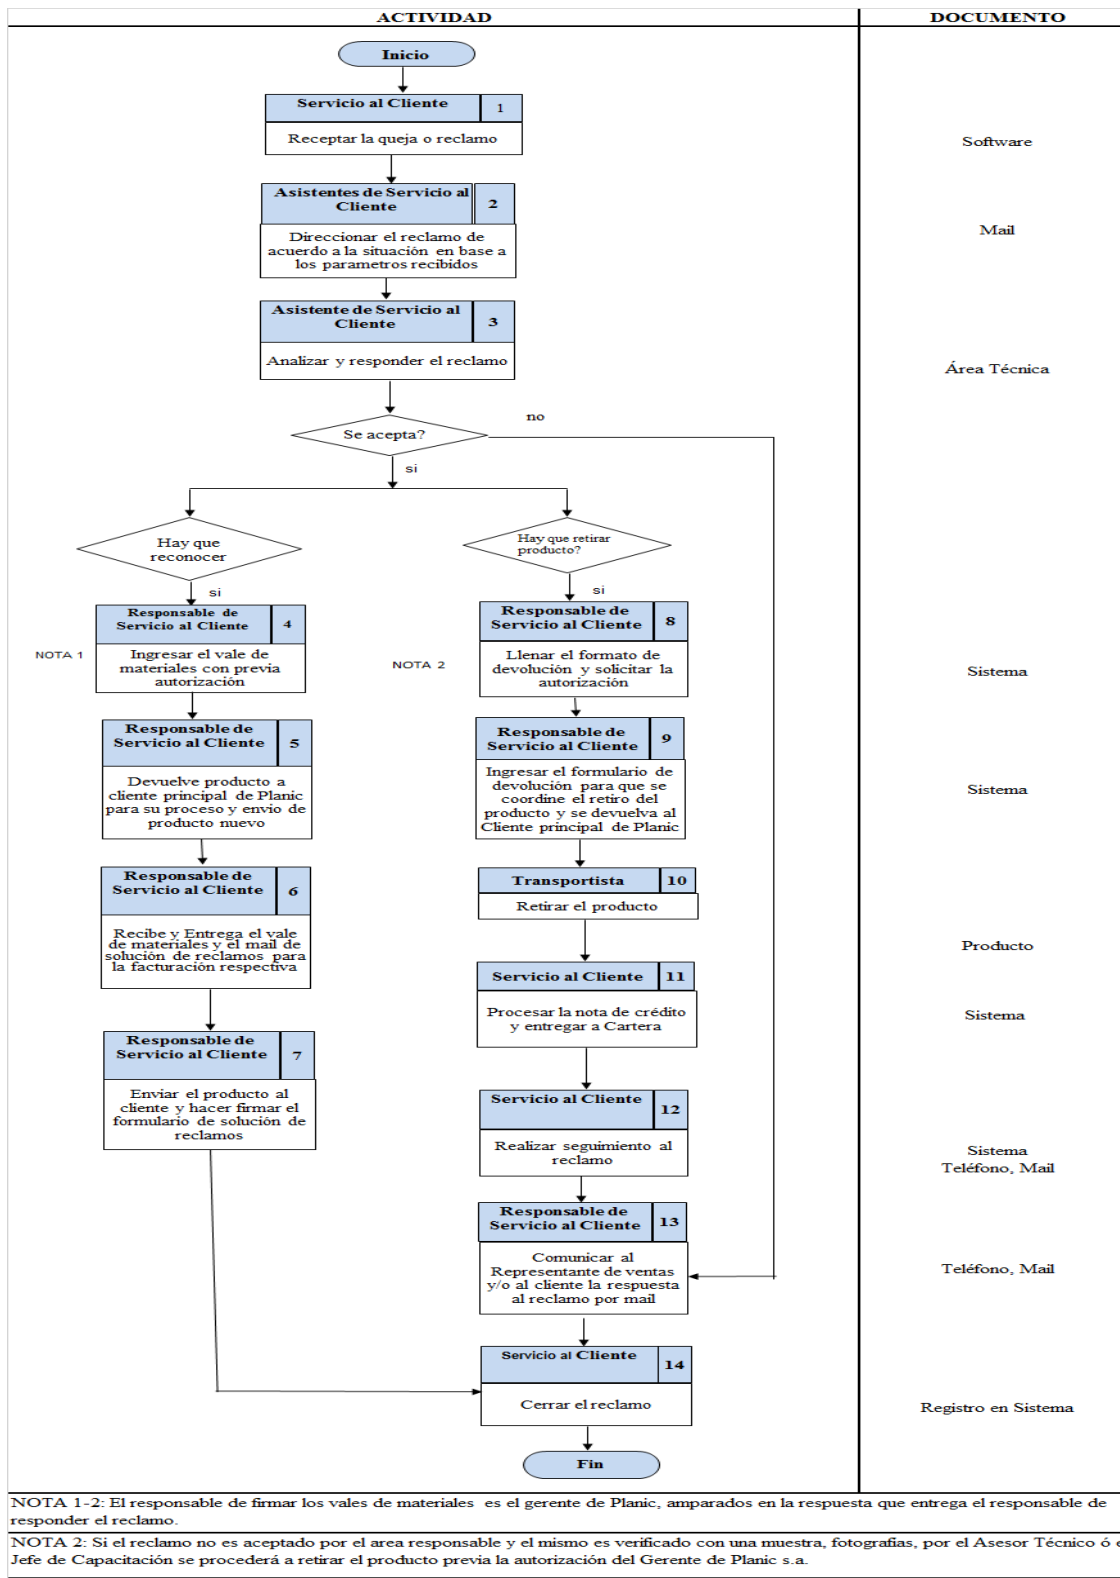 ACTIVIDAD
DOCUMENTO
Inicio
Servicio al Cliente
1
Receptar la queja o reclamo
Software
Asistentes de Servicio al
Cliente
2
Direccionar el reclamo de
acuerdo a la situación en base a
los parametros recibidos
Mail
Asistente de Servicio al
Cliente
3
Analizar y responder el reclamo
Área Técnica
Se acepta?
no
si
Hay que
reconocer
si
Responsable de
Servicio al Cliente
4
NOTA 1
Ingresar el vale de
materiales con previa
autorización
Responsable de
Servicio al Cliente
5
Devuelve producto a
cliente principal de Planic
para su proceso y envio de
producto nuevo
Responsable de
Servicio al Cliente
6
Recibe y Entrega el vale
de materiales y el mail de
solución de reclamos para
la facturación respectiva
Responsable de
Servicio al Cliente
7
Enviar el producto al
cliente y hacer firmar el
formulario de solución de
reclamos
Hay que retirar
producto?
si
Responsable de
Servicio al Cliente
8
NOTA 2
Llenar el formato de
devolución y solicitar la
autorización
Sistema
Responsable de
Servicio al Cliente
9
Ingresar el formulario de
devolución para que se
coordine el retiro del
producto y se devuelva al
Cliente principal de Planic
Sistema
Transportista
10
Retirar el producto
Producto
Servicio al Cliente
11
Procesar la nota de crédito
y entregar a Cartera
Sistema
Servicio al Cliente
12
Realizar seguimiento al
reclamo
Sistema
Teléfono, Mail
Responsable de
Servicio al Cliente
13
Comunicar al
Representante de ventas
y/o al cliente la respuesta
al reclamo por mail
Teléfono, Mail
Servicio al Cliente
14
Cerrar el reclamo
Registro en Sistema
Fin
NOTA 1-2: El responsable de firmar los vales de materiales es el gerente de Planic, amparados en la respuesta que entrega el responsable de
responder el reclamo.
NOTA 2: Si el reclamo no es aceptado por el area responsable y el mismo es verificado con una muestra, fotografias, por el Asesor Técnico ó e
Jefe de Capacitación se procederá a retirar el producto previa la autorización del Gerente de Planic s.a.